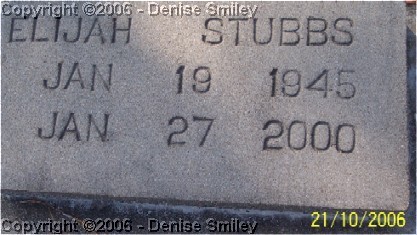 Copyright ©2006 - Denise Smiley
ELIJAH STUBBS
JAN 19 1945
JAN 27 2000
Copyright ©2006 - Denise Smiley
21/10/2006